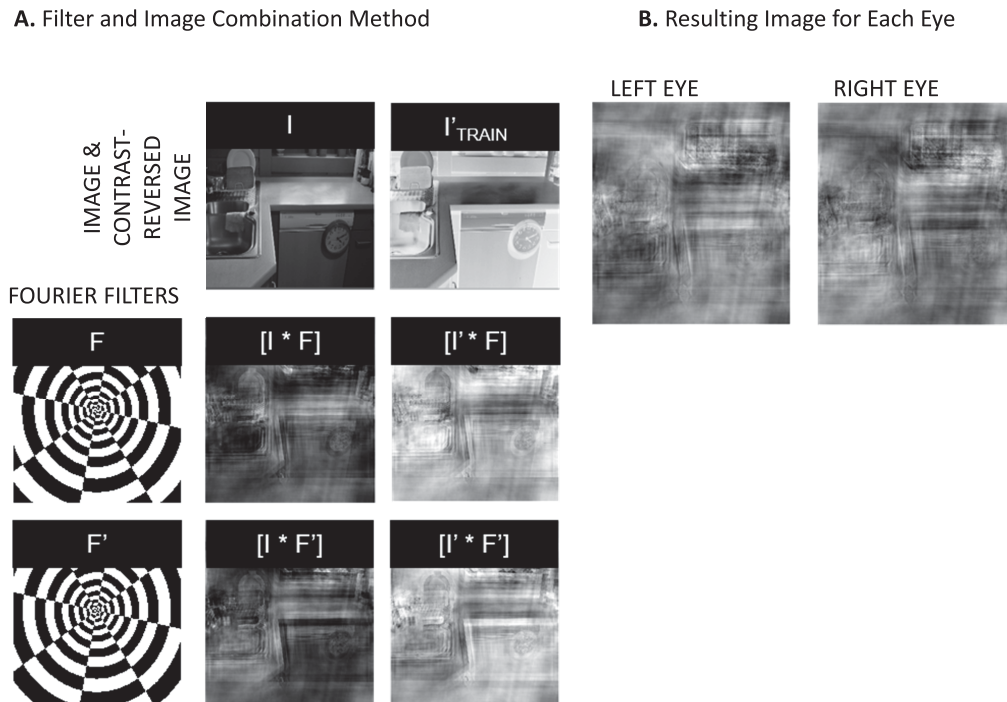 A. Filter and Image Combination Method
B. Resulting Image for Each Eye
LEFT EYE
RIGHT EYE
IMAGE &
CONTRAST-
REVERSED
IMAGE
I
I'TRAIN
FOURIER FILTERS
F
[I * F]
[I' * F]
F'
[I * F']
[I' * F']